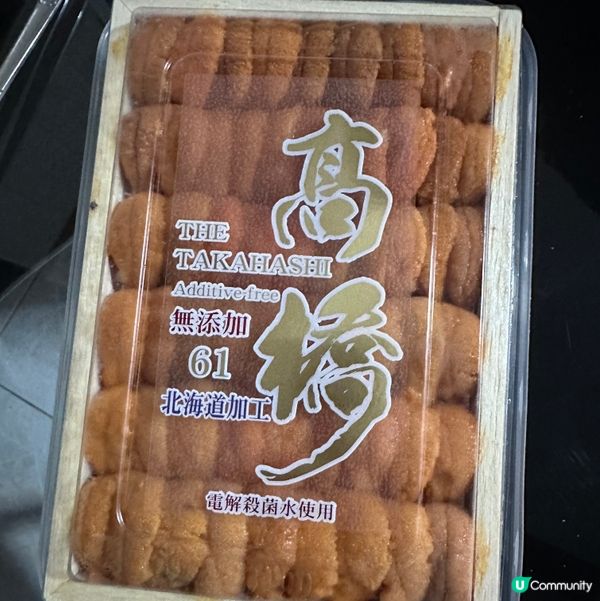 高橋
THE
TAKAHASHI
Additive-free
無添加
61
北海道加工
電解殺菌水使用
U Community